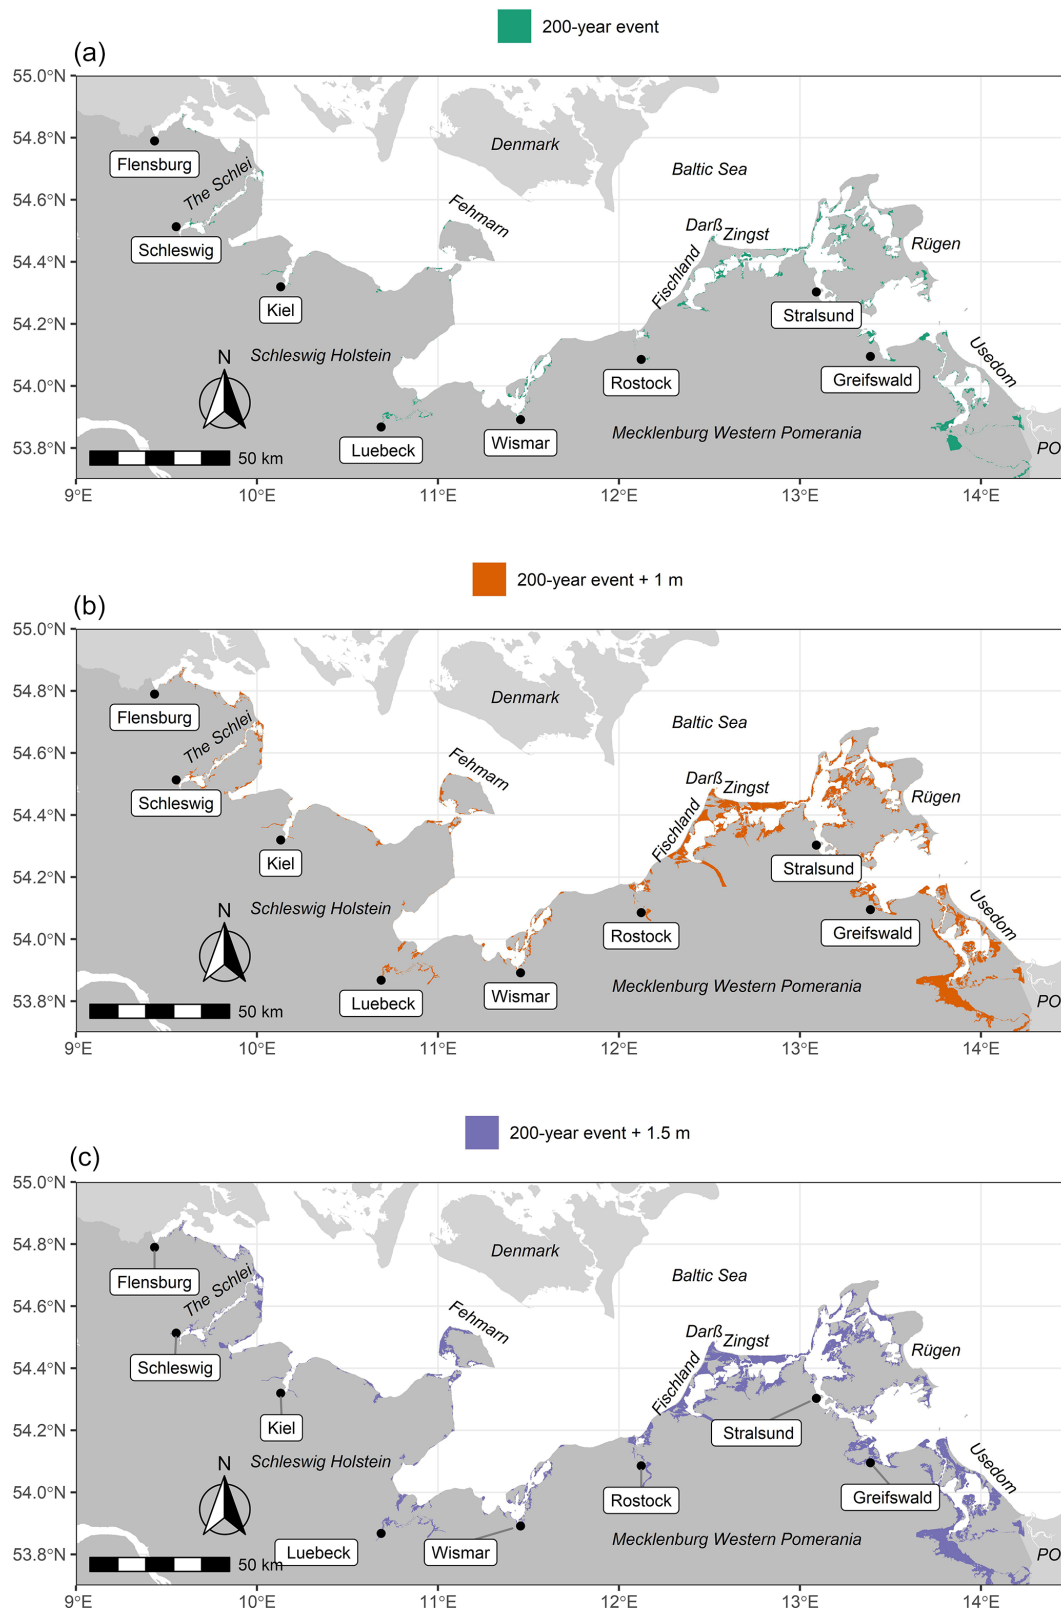 200-year event
(a)
55.0°N
54.8°N
54.6°N
54.4°N
54.2°N
54.0°N
53.8°N
Denmark
Baltic Sea
Flensburg
The Schlei
Schleswig
Fehmarn
Darß
Zingst
Rügen
Fischland
Kiel
Stralsund
Schleswig Holstein
Usedom
N
Rostock
Greifswald
Luebeck
Wismar
Mecklenburg Western Pomerania
PO
50 km
9°E
10°E
11°E
12°E
13°E
14°E
200-year event + 1 m
(b)
55.0°N
54.8°N
54.6°N
54.4°N
54.2°N
54.0°N
53.8°N
Denmark
Baltic Sea
Flensburg
The Schlei
Schleswig
Fehmarn
Darß
Zingst
Rügen
Fischland
Kiel
Stralsund
Schleswig Holstein
Usedom
N
Rostock
Greifswald
Luebeck
Wismar
Mecklenburg Western Pomerania
PO
50 km
9°E
10°E
11°E
12°E
13°E
14°E
200-year event + 1.5 m
(c)
55.0°N
54.8°N
54.6°N
54.4°N
54.2°N
54.0°N
53.8°N
Denmark
Baltic Sea
Flensburg
The Schlei
Schleswig
Fehmarn
Darß
Zingst
Rügen
Fischland
Kiel
Stralsund
Schleswig Holstein
Usedom
N
Rostock
Greifswald
Luebeck
Wismar
Mecklenburg Western Pomerania
PO
50 km
9°E
10°E
11°E
12°E
13°E
14°E